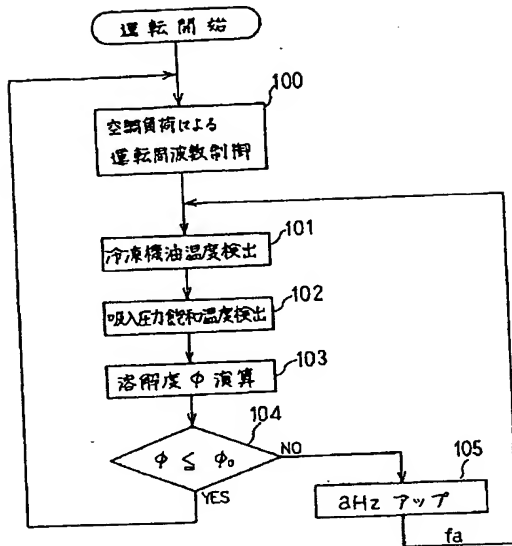 運転開始
100
空調負荷による
運転周波数制御
101
冷凍機油温度検出
102
吸入圧力飽和温度検出
103
溶解度 φ 演算
104
φ ≦ φ₀
NO
YES
105
aHz アップ
fa